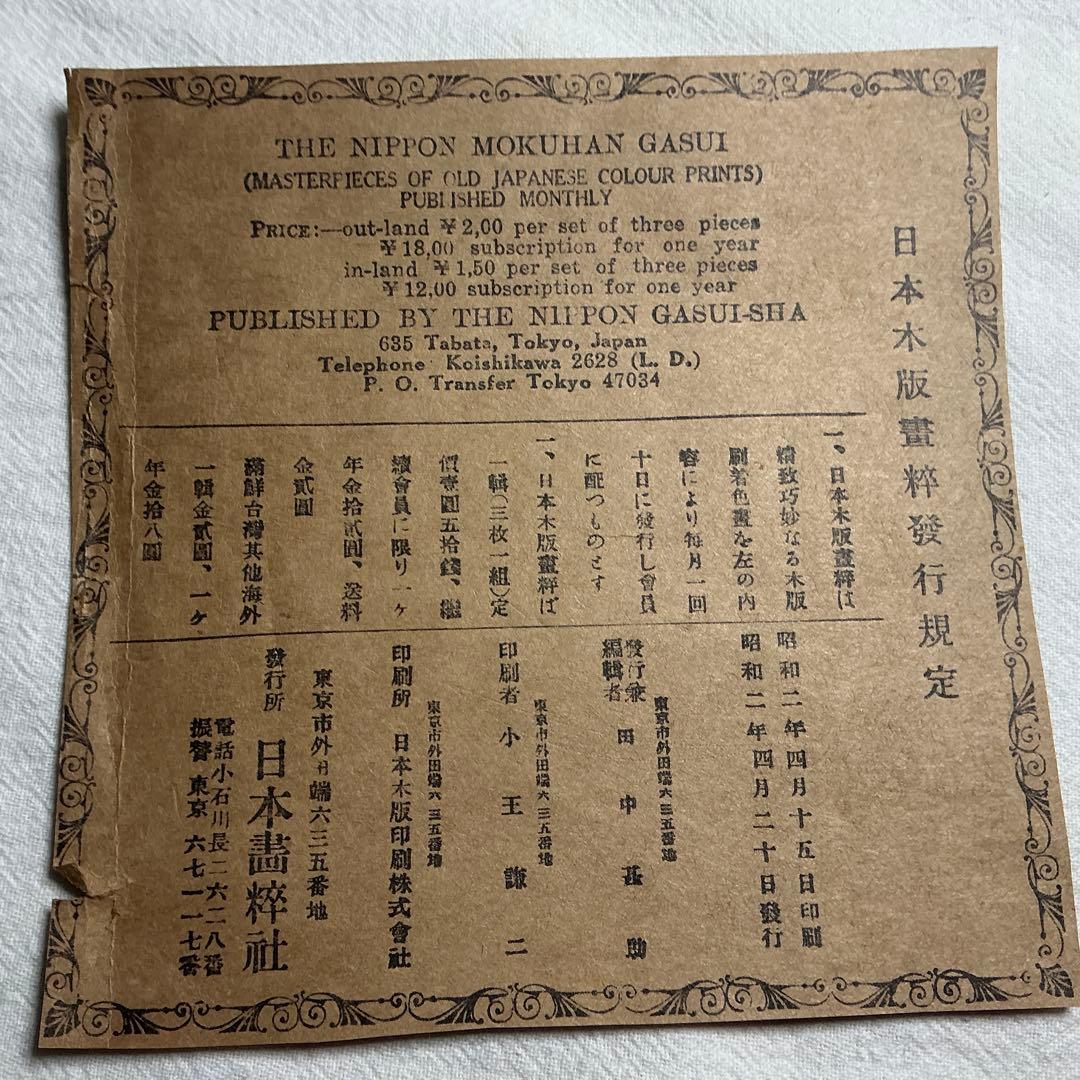 THE NIPPON MOKUHAN GASUI
(MASTERPIECES OF OLD JAPANESE COLOUR PRINTS)
PUBLISHED MONTHLY
PRICE:—out-land ¥2,00 per set of three pieces
¥18,00 subscription for one year
in-land ¥1,50 per set of three pieces
¥12,00 subscription for one year
PUBLISHED BY THE NIPPON GASUI-SHA
635 Tabata, Tokyo, Japan
Telephone Koishikawa 2628 (L. D.)
P. O. Transfer Tokyo 47034
日本木版畫粹發行規定
一、日本木版畫粹は
精致巧妙なる木版
刷着色畫を左の内
容により毎月一回
十日に發行し會員
に配つものとす
一、日本木版畫粹ば
一輯(三枚一組)定
價壹圓五拾錢、繼
續會員に限り一ヶ
年金拾貳圓、送料
金貳圓
滿鮮台灣其他海外
一輯金貳圓、一ヶ
年金拾八圓
昭和二年四月十五日印刷
昭和二年四月二十日發行
東京市外田端六三五番地
發行兼
編輯者 田中甚助
東京市外田端六三五番地
印刷者 小王謙二
東京市外田端六三五番地
印刷所 日本木版印刷株式會社
東京市外田端六三五番地
發行所 日本畵粹社
電話小石川長二六二八番
振替東京六七一一七番